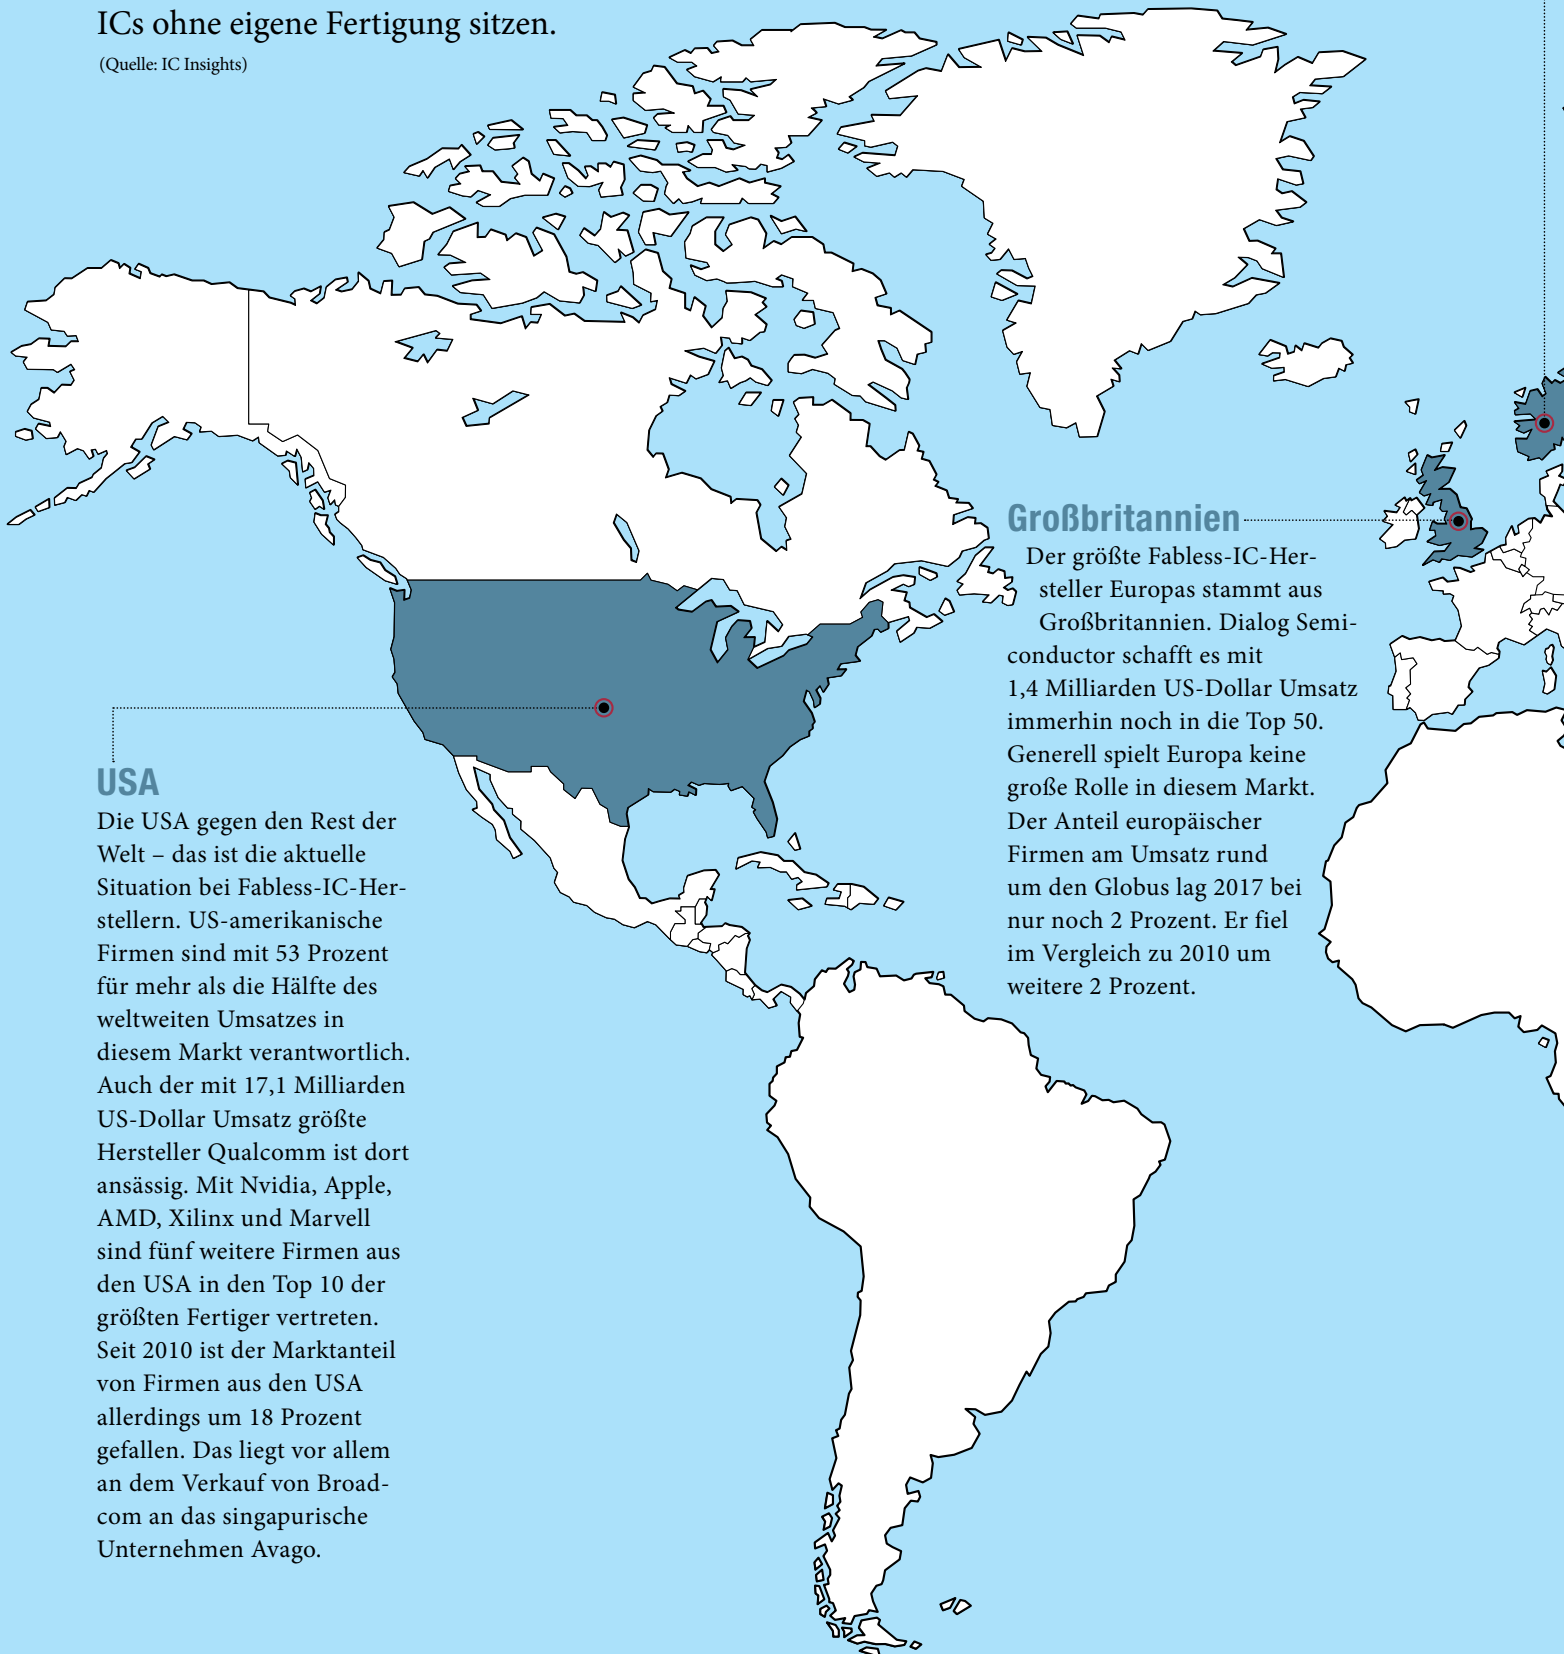 ICs ohne eigene Fertigung sitzen.
(Quelle: IC Insights)
Großbritannien
Der größte Fabless-IC-Her-
steller Europas stammt aus
Großbritannien. Dialog Semi-
conductor schafft es mit
1,4 Milliarden US-Dollar Umsatz
immerhin noch in die Top 50.
Generell spielt Europa keine
große Rolle in diesem Markt.
Der Anteil europäischer
Firmen am Umsatz rund
um den Globus lag 2017 bei
nur noch 2 Prozent. Er fiel
im Vergleich zu 2010 um
weitere 2 Prozent.
USA
Die USA gegen den Rest der
Welt – das ist die aktuelle
Situation bei Fabless-IC-Her-
stellern. US-amerikanische
Firmen sind mit 53 Prozent
für mehr als die Hälfte des
weltweiten Umsatzes in
diesem Markt verantwortlich.
Auch der mit 17,1 Milliarden
US-Dollar Umsatz größte
Hersteller Qualcomm ist dort
ansässig. Mit Nvidia, Apple,
AMD, Xilinx und Marvell
sind fünf weitere Firmen aus
den USA in den Top 10 der
größten Fertiger vertreten.
Seit 2010 ist der Marktanteil
von Firmen aus den USA
allerdings um 18 Prozent
gefallen. Das liegt vor allem
an dem Verkauf von Broad-
com an das singapurische
Unternehmen Avago.